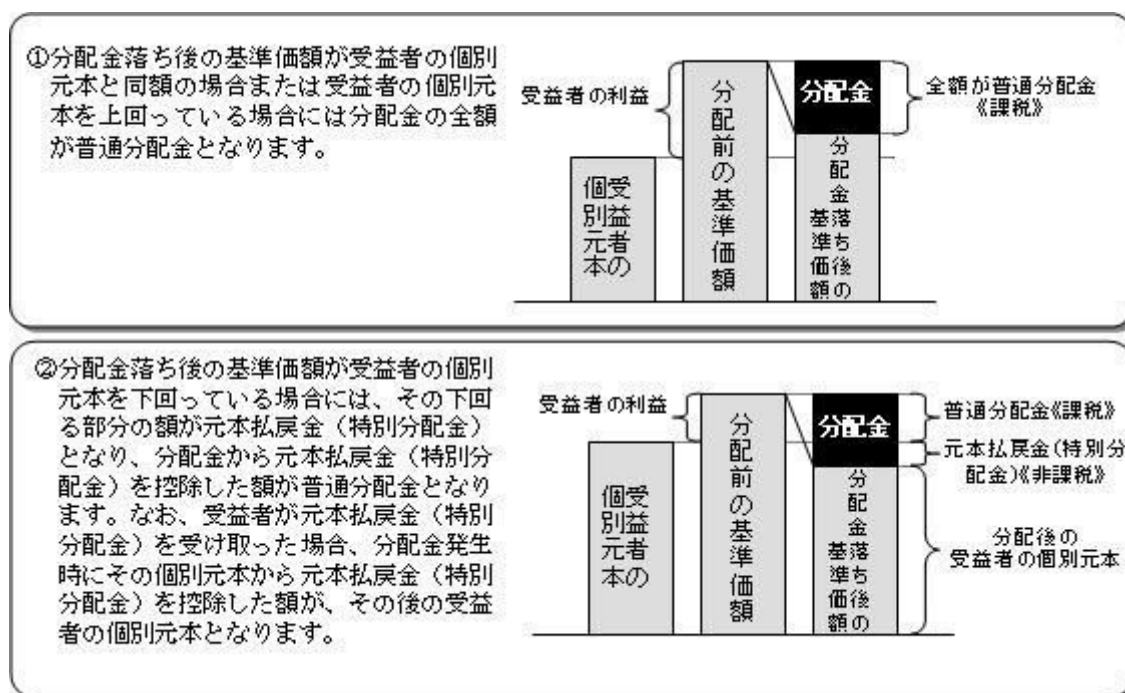 ①分配金落ち後の基準価額が受益者の個別
元本と同額の場合または受益者の個別元
本を上回っている場合には分配金の全額
が普通分配金となります。
受益者の利益
受益者の
個別元本
分配前の基準価額
分配金
分配金落ち後の
基準価額
全額が普通分配金
《課税》
②分配金落ち後の基準価額が受益者の個別
元本を下回っている場合には、その下回
る部分の額が元本払戻金（特別分配金）
となり、分配金から元本払戻金（特別分
配金）を控除した額が普通分配金となり
ます。なお、受益者が元本払戻金（特別
分配金）を受け取った場合、分配金発生
時にその個別元本から元本払戻金（特別
分配金）を控除した額が、その後の受益
者の個別元本となります。
受益者の利益
受益者の
個別元本
分配前の基準価額
分配金
分配金落ち後の
基準価額
普通分配金《課税》
元本払戻金(特別分
配金)《非課税》
分配後の
受益者の個別元本